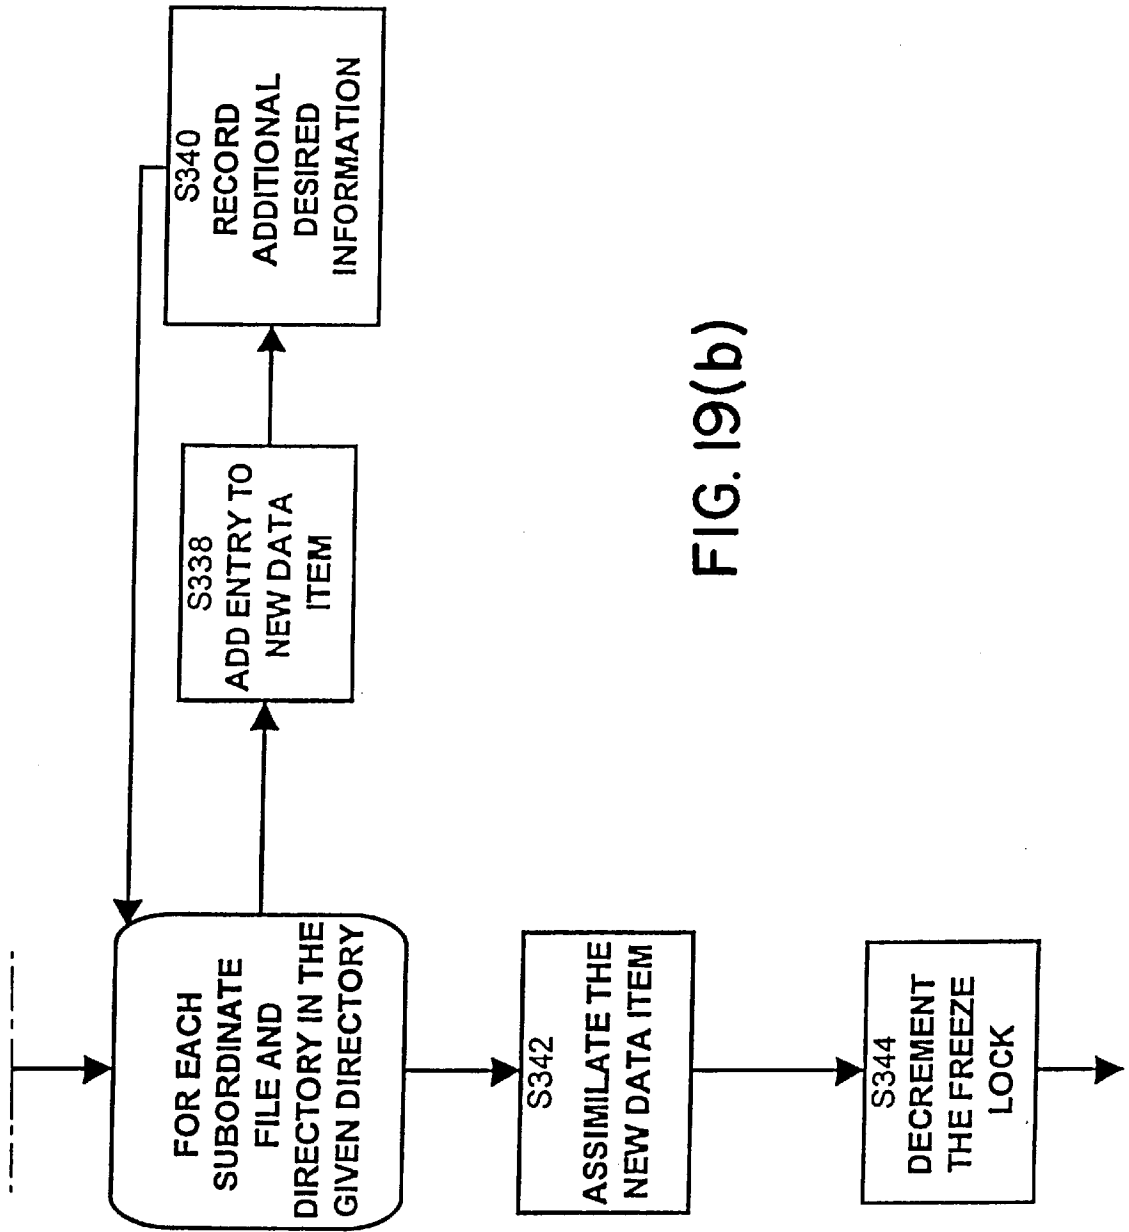 FOR EACH
SUBORDINATE
FILE AND
DIRECTORY IN THE
GIVEN DIRECTORY
S338
ADD ENTRY TO
NEW DATA
ITEM
S340
RECORD
ADDITIONAL
DESIRED
INFORMATION
S342
ASSIMILATE THE
NEW DATA ITEM
S344
DECREMENT
THE FREEZE
LOCK
FIG. 19(b)